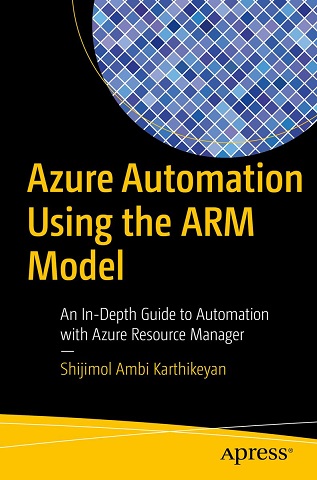 Azure Automation
Using the ARM
Model
An In-Depth Guide to Automation
with Azure Resource Manager
—
Shijimol Ambi Karthikeyan
Apress®